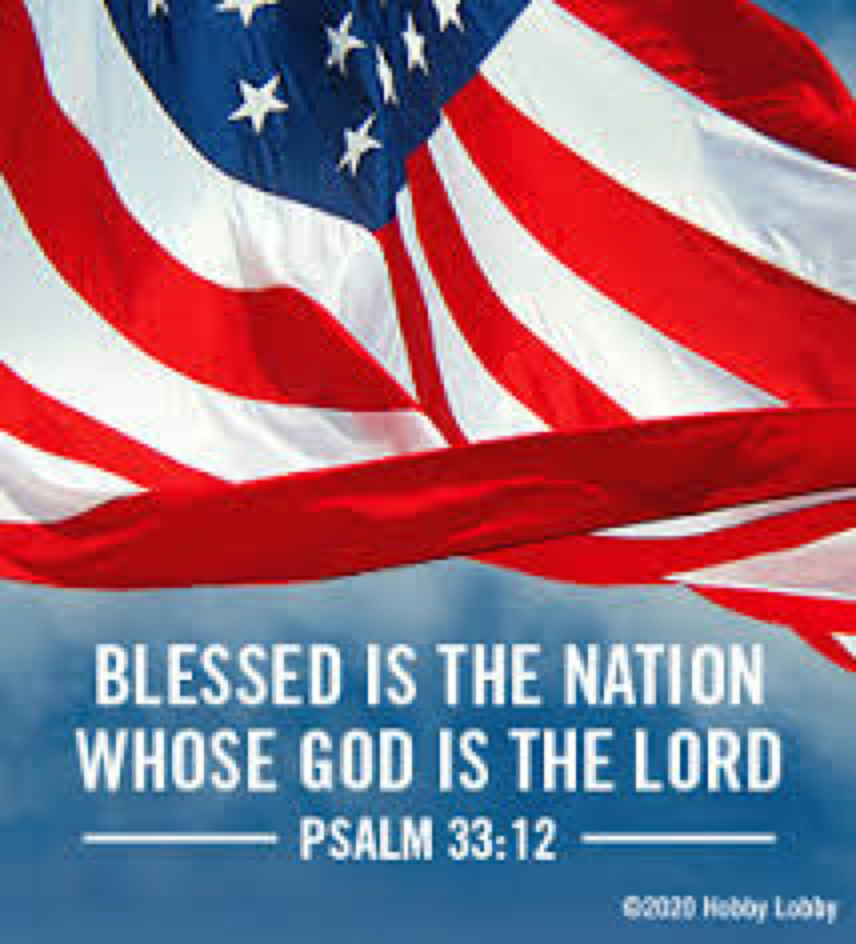 BLESSED IS THE NATION
WHOSE GOD IS THE LORD
PSALM 33:12
©2020 Hobby Lobby